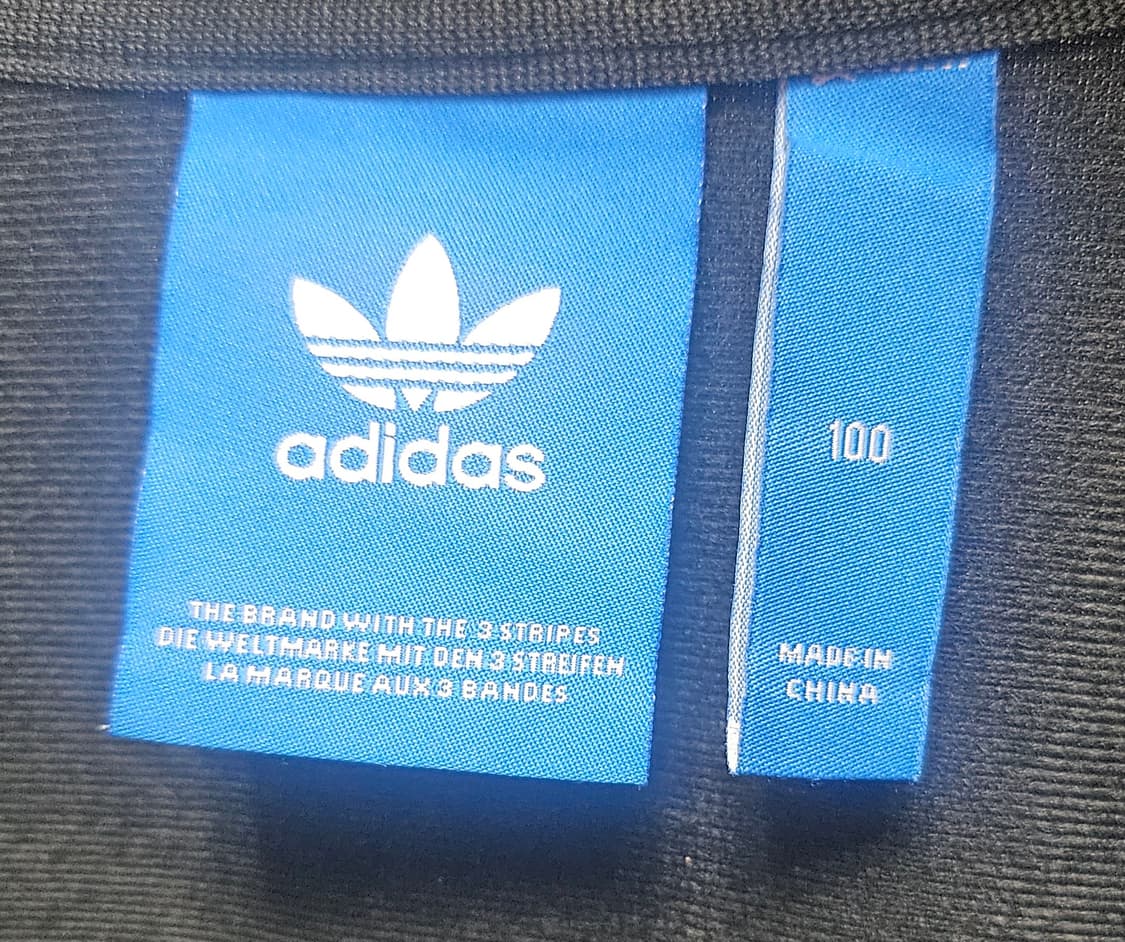 adidas
THE BRAND WITH THE 3 STRIPES
DIE WELTMARKE MIT DEN 3 STREIFEN
LA MARQUE AUX 3 BANDES
100
MADE IN
CHINA